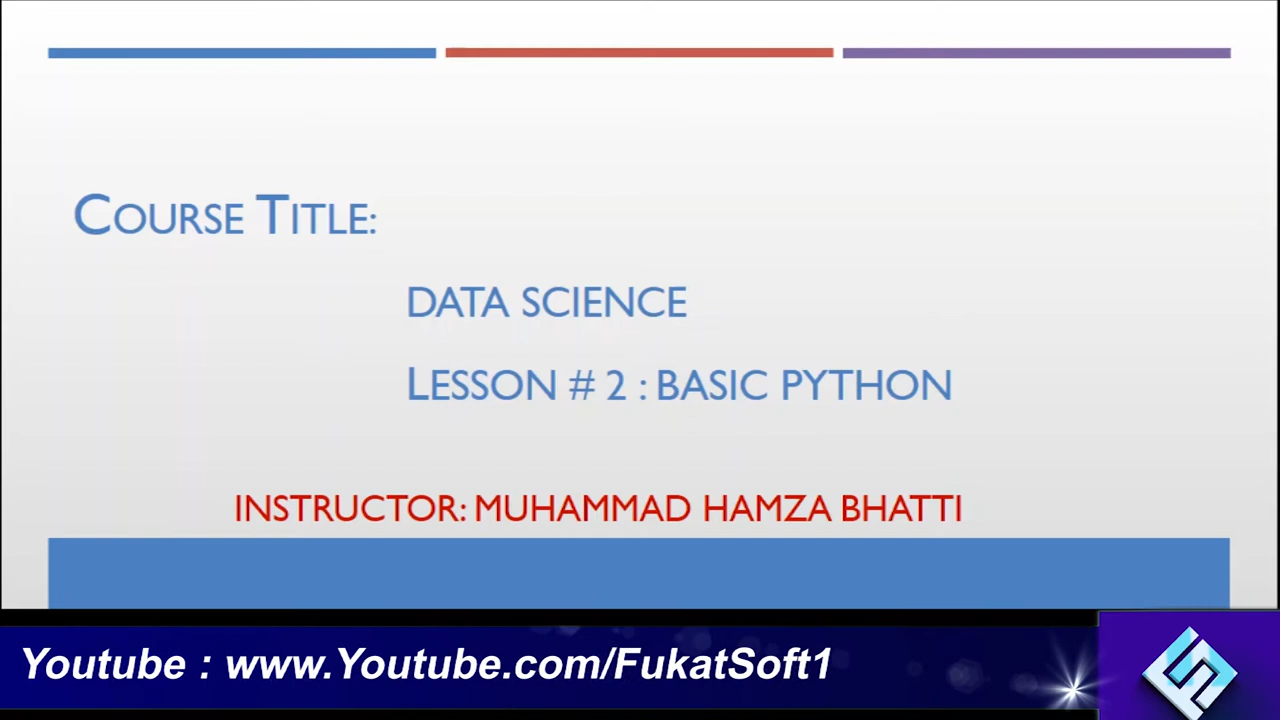 COURSE TITLE:
DATA SCIENCE
LESSON # 2 : BASIC PYTHON
INSTRUCTOR: MUHAMMAD HAMZA BHATTI
Youtube : www.Youtube.com/FukatSoft1